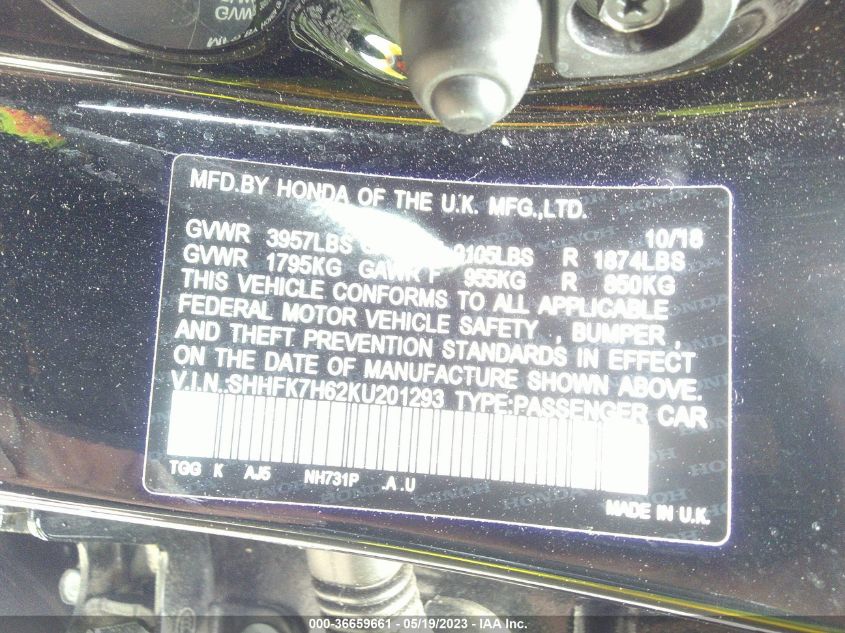 GVWR
MFD.BY HONDA OF THE U.K. MFG.,LTD.
10/18
GVWR 3957LBS 2105LBS R 1874LBS
GVWR 1795KG GAWR F 955KG R 850KG
THIS VEHICLE CONFORMS TO ALL APPLICABLE
FEDERAL MOTOR VEHICLE SAFETY , BUMPER ,
AND THEFT PREVENTION STANDARDS IN EFFECT
ON THE DATE OF MANUFACTURE SHOWN ABOVE.
V.I.N.:SHHFK7H62KU201293 TYPE:PASSENGER CAR
TGG K AJ5 NH731P .A .U
MADE IN U.K.
000-36659661 - 05/19/2023 - IAA Inc.